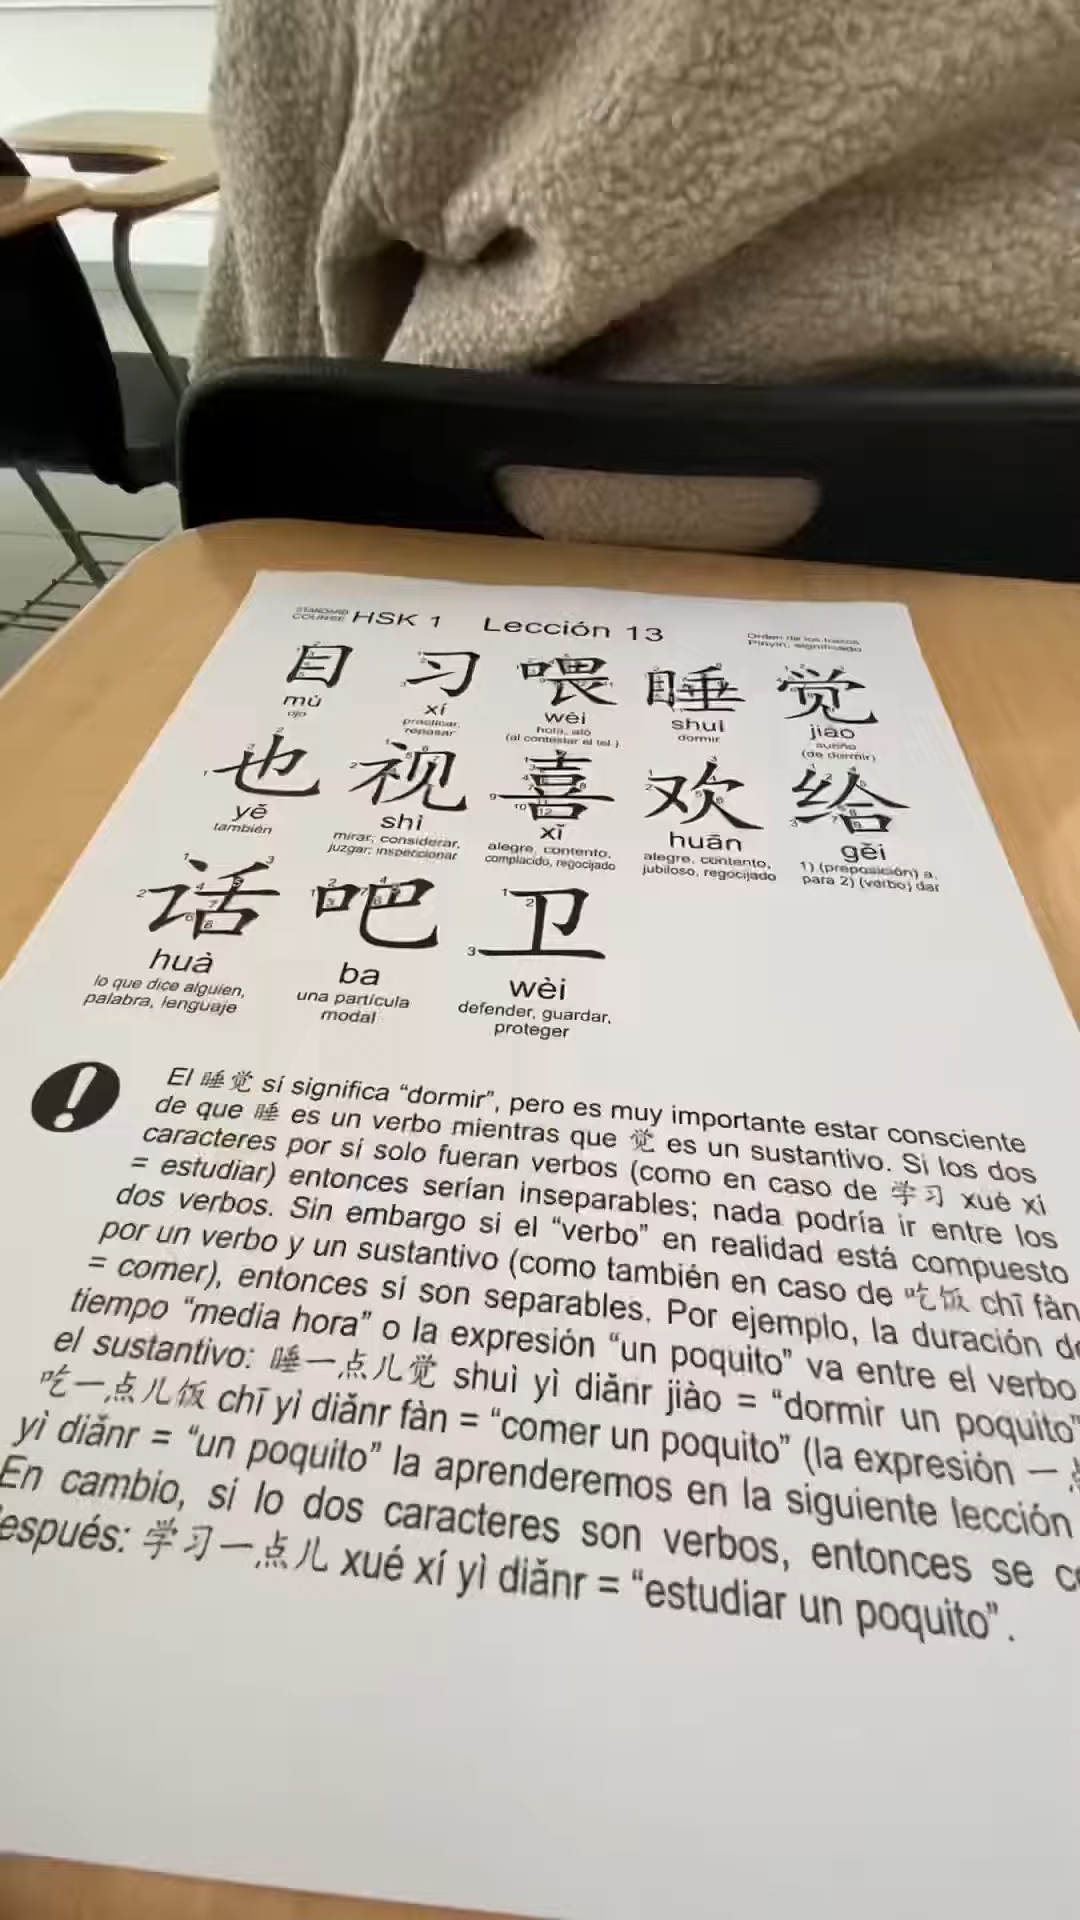 STANDARD COURSE HSK 1 Lección 13 Orden de los trazos
Pinyin, significado
目 习 喂 睡 觉
mù xí wèi shuì jiào
ojo practicar, repasar hola, aló (al contestar el tel.) dormir sueño (de dormir)
也 视 喜 欢 给
yě shì xǐ huān gěi
también mirar, considerar, juzgar; inspeccionar alegre, contento, complacido, regocijado alegre, contento, jubiloso, regocijado 1) (preposición) a, para 2) (verbo) dar
话 吧 卫
huà ba wèi
lo que dice alguien, palabra, lenguaje una partícula modal defender, guardar, proteger
El 睡觉 sí significa “dormir”, pero es muy importante estar consciente
de que 睡 es un verbo mientras que 觉 es un sustantivo. Si los dos
caracteres por sí solo fueran verbos (como en caso de 学习 xué xí
= estudiar) entonces serían inseparables; nada podría ir entre los
dos verbos. Sin embargo si el “verbo” en realidad está compuesto
por un verbo y un sustantivo (como también en caso de 吃饭 chī fàn
= comer), entonces sí son separables. Por ejemplo, la duración de
tiempo “media hora” o la expresión “un poquito” va entre el verbo
el sustantivo: 睡一点儿觉 shuì yì diǎnr jiào = “dormir un poquito”
吃一点儿饭 chī yì diǎnr fàn = “comer un poquito” (la expresión 一
yì diǎnr = “un poquito” la aprenderemos en la siguiente lección
En cambio, si lo dos caracteres son verbos, entonces se
después: 学习一点儿 xué xí yì diǎnr = “estudiar un poquito”.